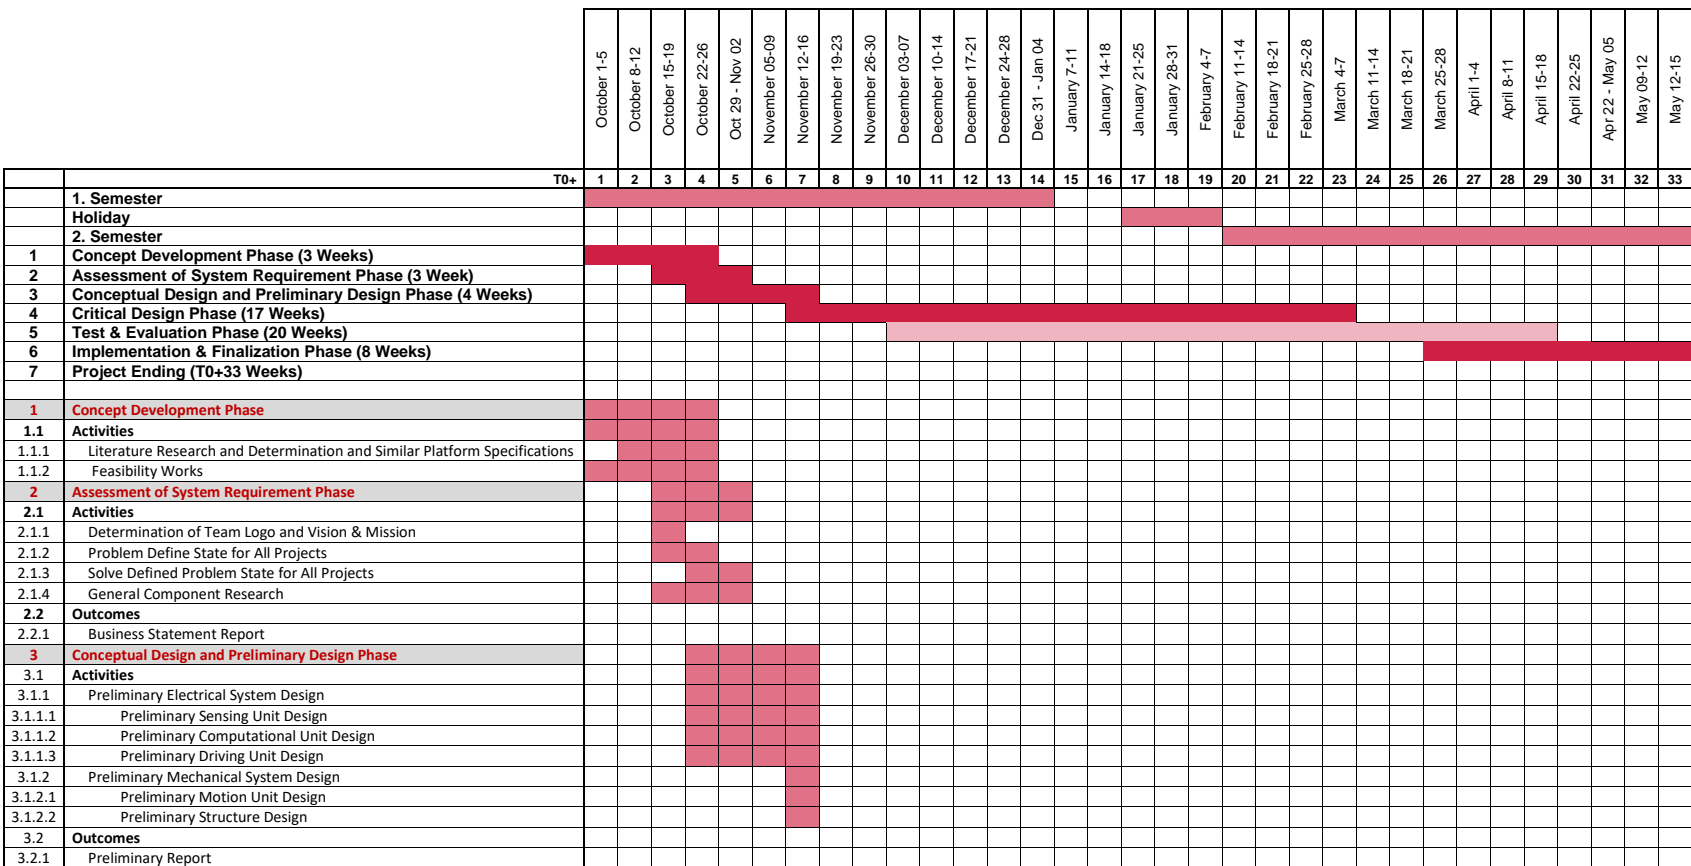 October 1-5
October 8-12
October 15-19
October 22-26
Oct 29 - Nov 02
November 05-09
November 12-16
November 19-23
November 26-30
December 03-07
December 10-14
December 17-21
December 24-28
Dec 31 - Jan 04
January 7-11
January 14-18
January 21-25
January 28-31
February 4-7
February 11-14
February 18-21
February 25-28
March 4-7
March 11-14
March 18-21
March 25-28
April 1-4
April 8-11
April 15-18
April 22-25
Apr 22 - May 05
May 09-12
May 12-15
T0+ 1 2 3 4 5 6 7 8 9 10 11 12 13 14 15 16 17 18 19 20 21 22 23 24 25 26 27 28 29 30 31 32 33
1. Semester
Holiday
2. Semester
1 Concept Development Phase (3 Weeks)
2 Assessment of System Requirement Phase (3 Week)
3 Conceptual Design and Preliminary Design Phase (4 Weeks)
4 Critical Design Phase (17 Weeks)
5 Test & Evaluation Phase (20 Weeks)
6 Implementation & Finalization Phase (8 Weeks)
7 Project Ending (T0+33 Weeks)
1 Concept Development Phase
1.1 Activities
1.1.1 Literature Research and Determination and Similar Platform Specifications
1.1.2 Feasibility Works
2 Assessment of System Requirement Phase
2.1 Activities
2.1.1 Determination of Team Logo and Vision & Mission
2.1.2 Problem Define State for All Projects
2.1.3 Solve Defined Problem State for All Projects
2.1.4 General Component Research
2.2 Outcomes
2.2.1 Business Statement Report
3 Conceptual Design and Preliminary Design Phase
3.1 Activities
3.1.1 Preliminary Electrical System Design
3.1.1.1 Preliminary Sensing Unit Design
3.1.1.2 Preliminary Computational Unit Design
3.1.1.3 Preliminary Driving Unit Design
3.1.2 Preliminary Mechanical System Design
3.1.2.1 Preliminary Motion Unit Design
3.1.2.2 Preliminary Structure Design
3.2 Outcomes
3.2.1 Preliminary Report